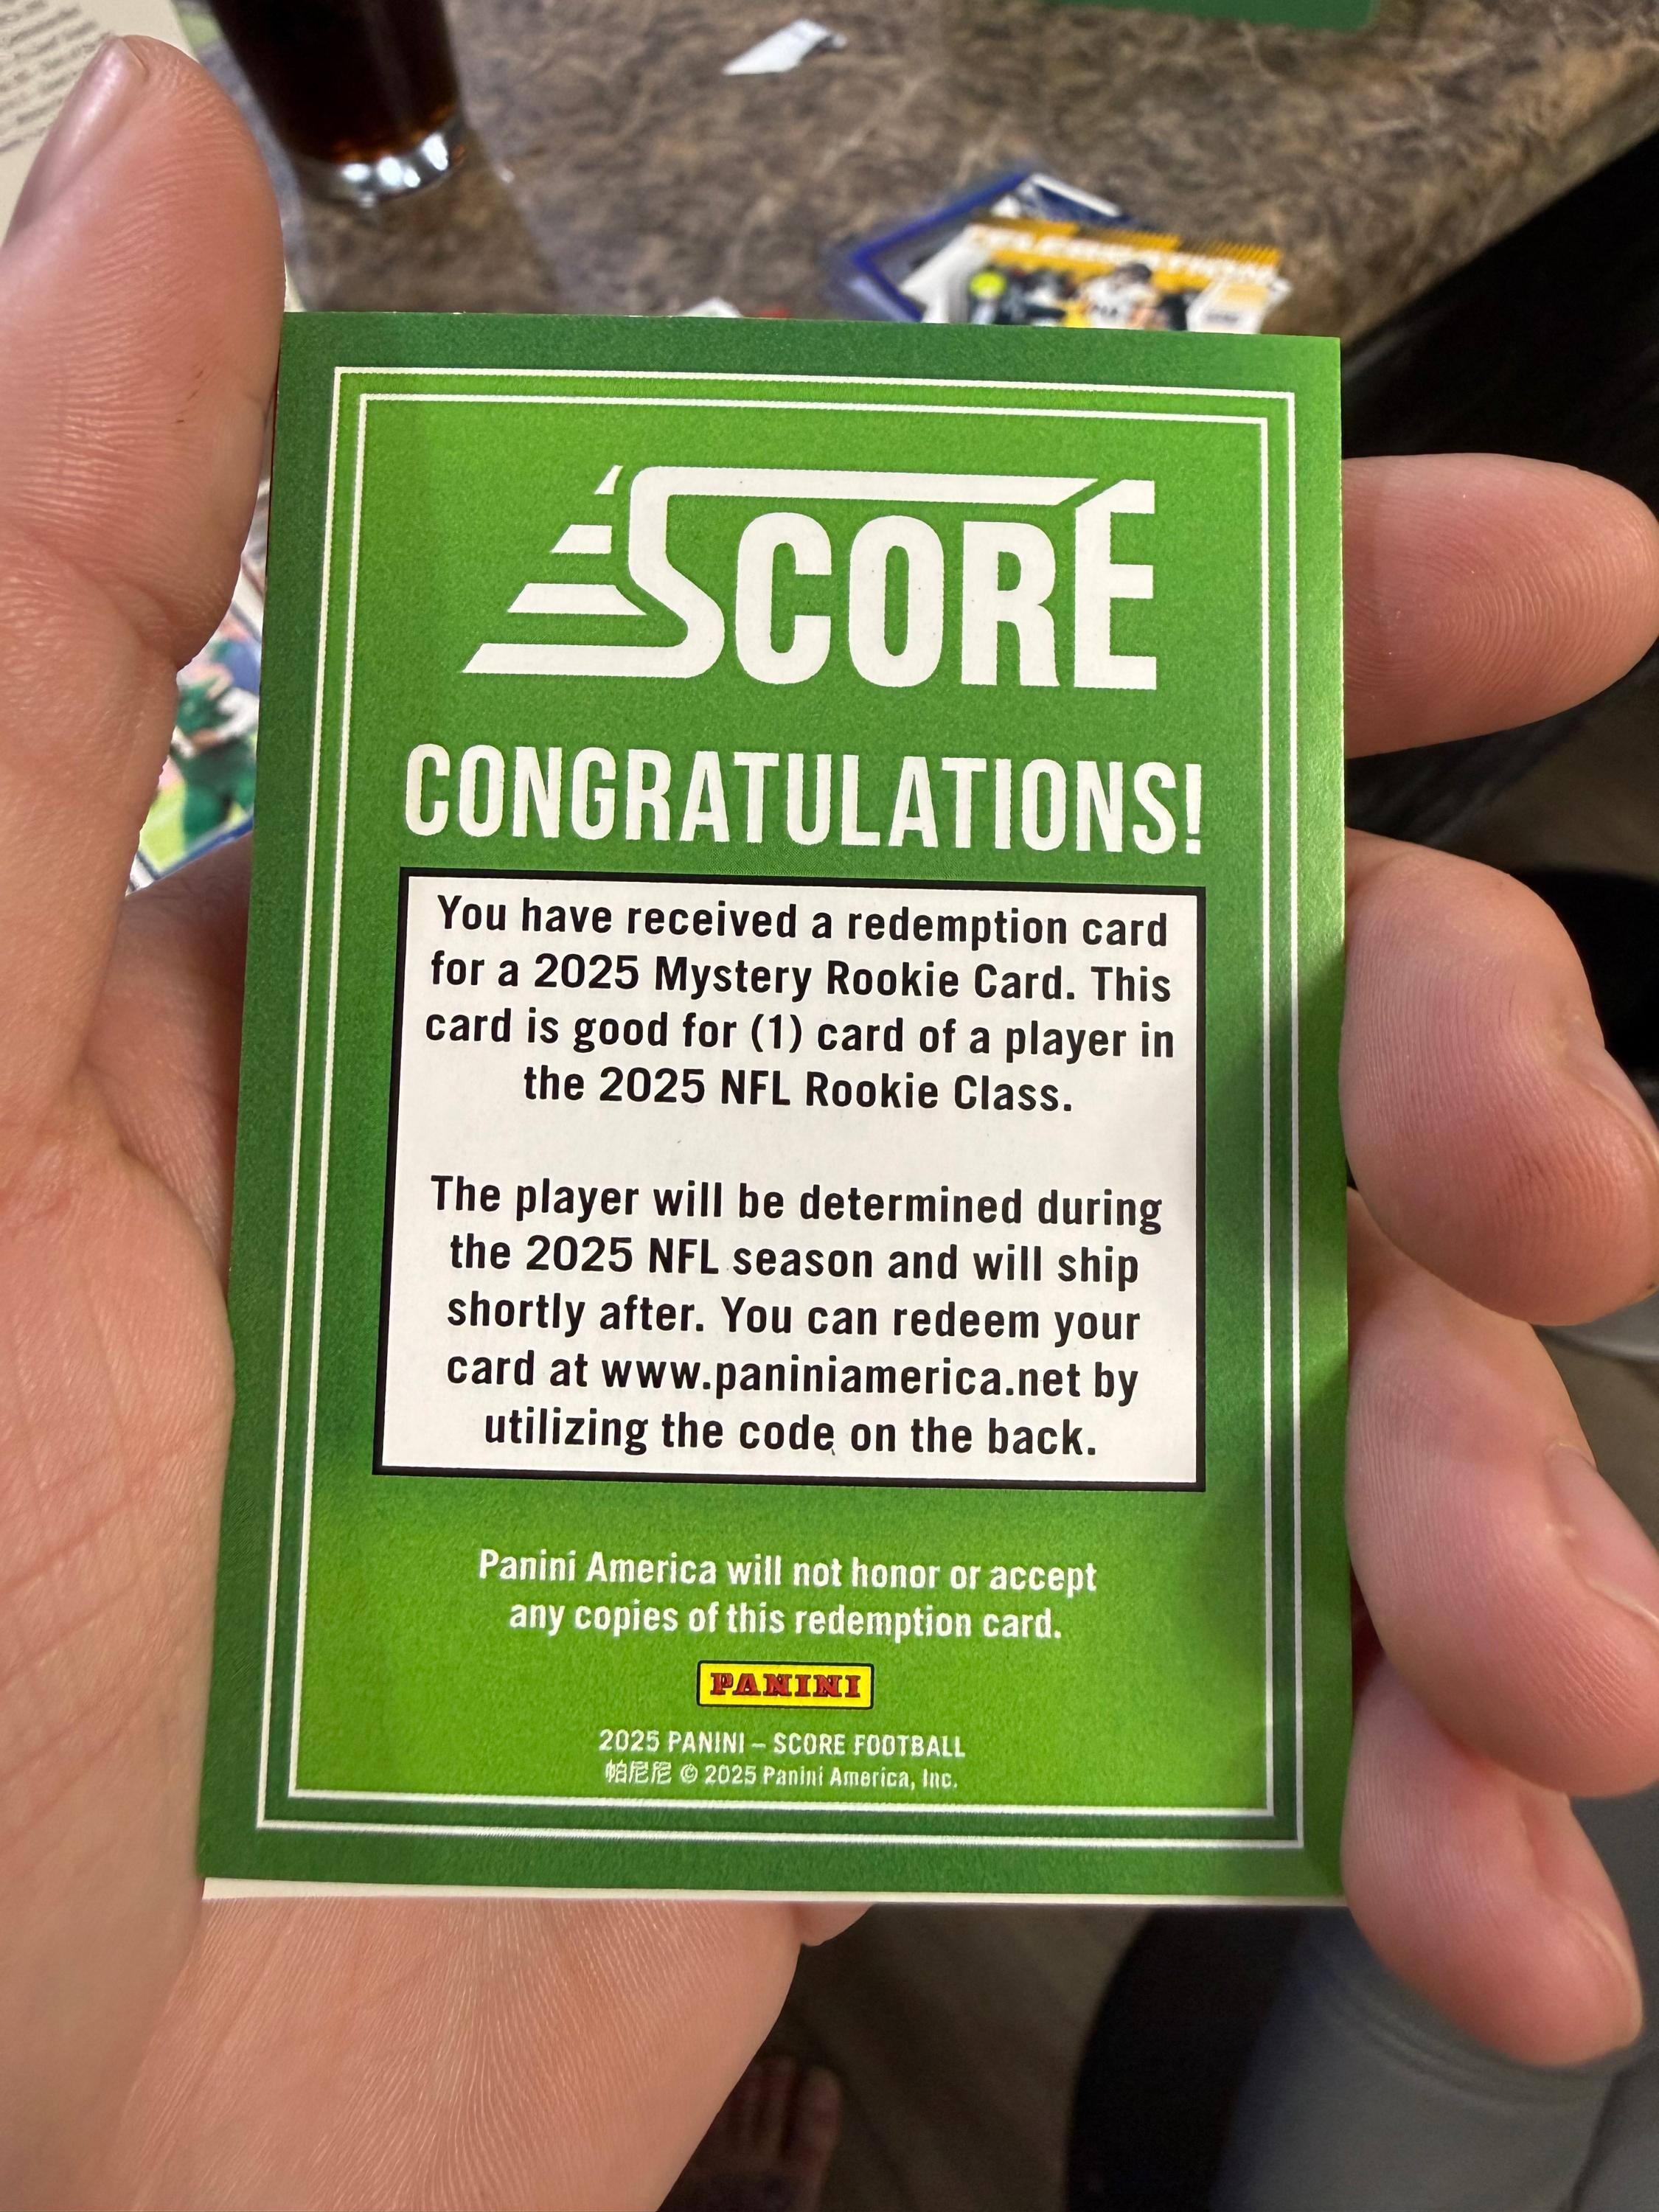 SCORE
CONGRATULATIONS!
You have received a redemption card
for a 2025 Mystery Rookie Card. This
card is good for (1) card of a player in
the 2025 NFL Rookie Class.
The player will be determined during
the 2025 NFL season and will ship
shortly after. You can redeem your
card at www.paniniamerica.net by
utilizing the code on the back.
Panini America will not honor or accept
any copies of this redemption card.
PANINI
2025 PANINI – SCORE FOOTBALL
帕尼尼 © 2025 Panini America, Inc.